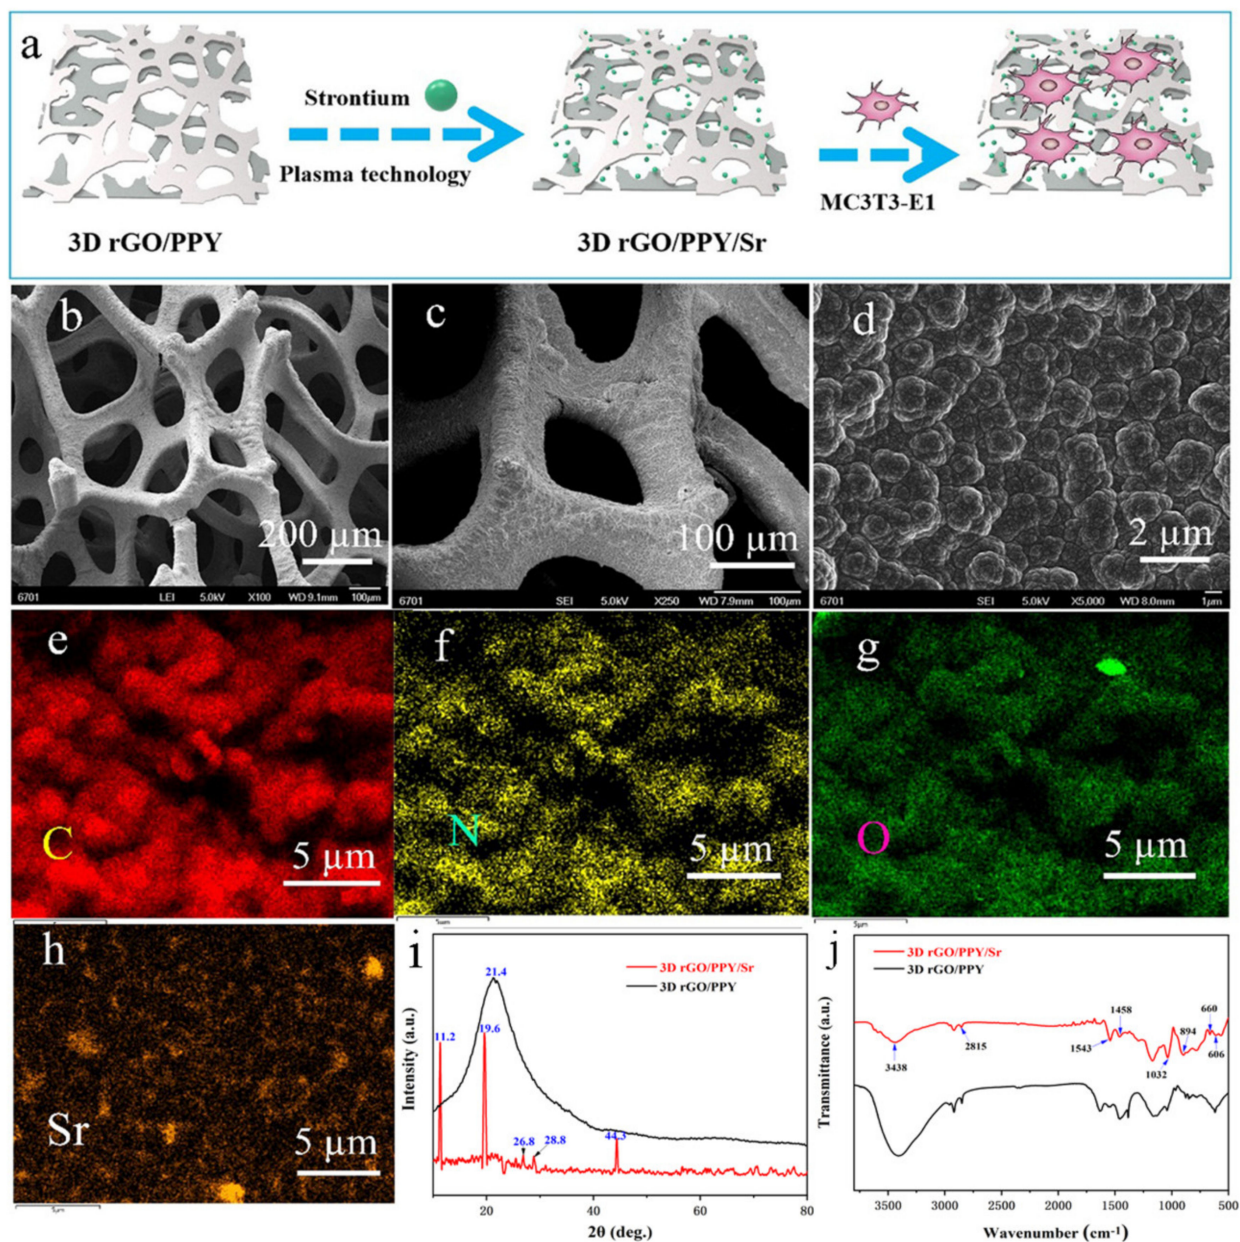 a
Strontium
Plasma technology
MC3T3-E1
3D rGO/PPY
3D rGO/PPY/Sr
b
200 µm
6701 LEI 5.0kV X100 WD 9.1mm 100µm
c
100 µm
6701 SEI 5.0kV X250 WD 7.9mm 100µm
d
2 µm
6701 SEI 5.0kV X5,000 WD 8.0mm 1µm
e
C
5 µm
f
N
5 µm
5µm
g
O
5 µm
5µm
h
Sr
5 µm
5µm
i
21.4
3D rGO/PPY/Sr
3D rGO/PPY
11.2
19.6
26.8
28.8
44.3
Intensity (a.u.)
20 40 60 80
2θ (deg.)
j
3D rGO/PPY/Sr
3D rGO/PPY
3438
2815
1543
1458
1032
894
660
606
Transmittance (a.u.)
3500 3000 2500 2000 1500 1000 500
Wavenumber (cm-1)